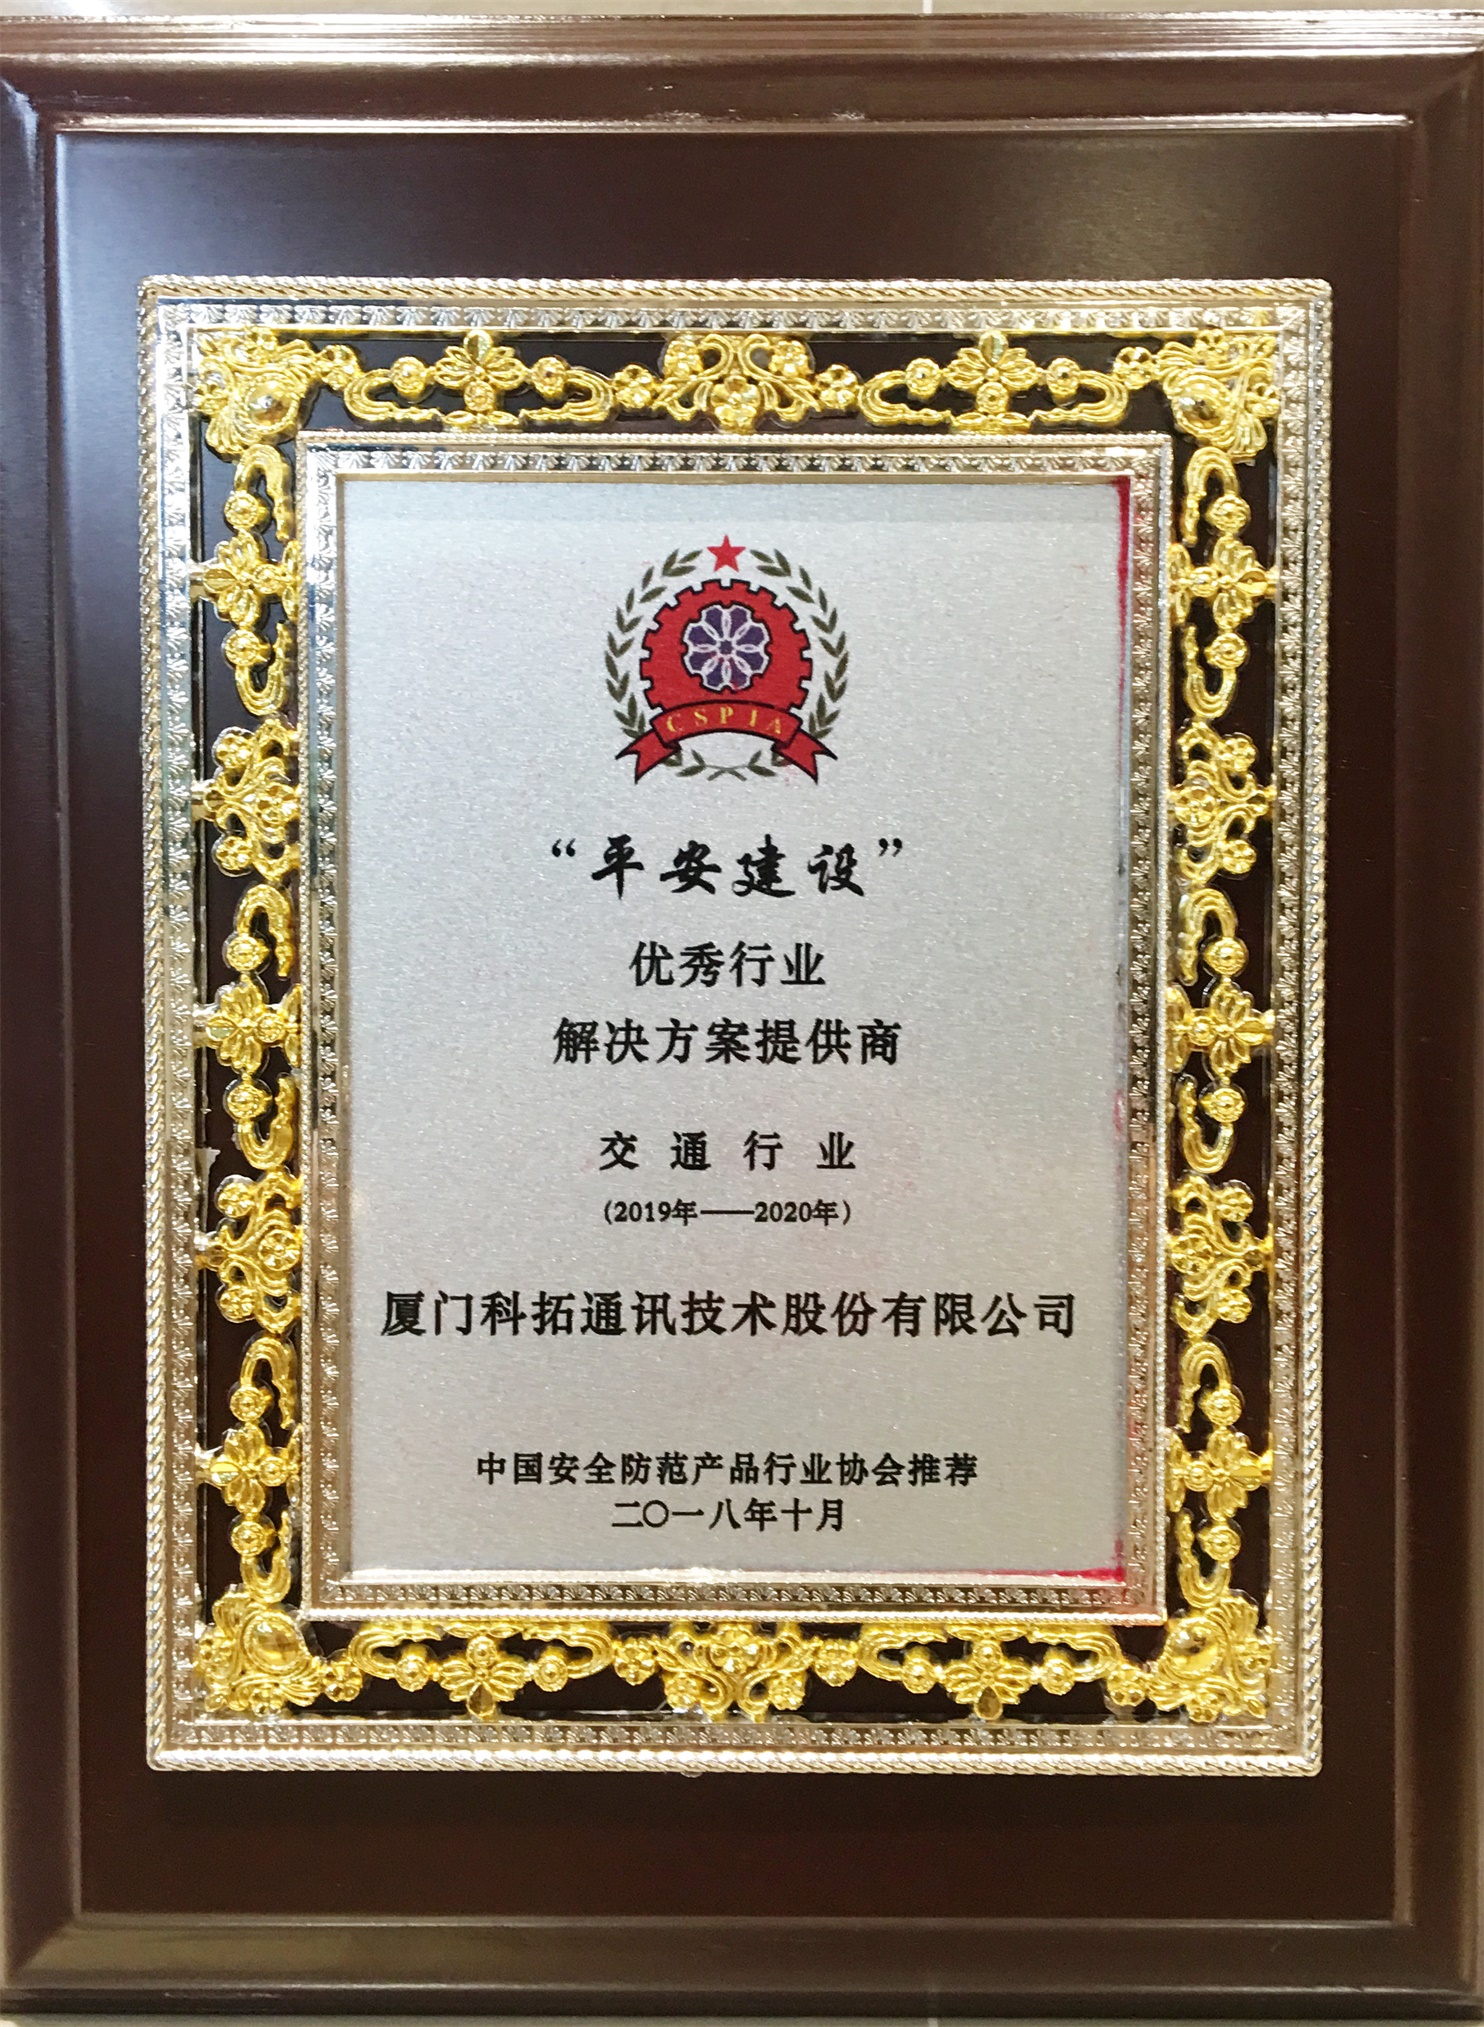 CSPIA
“平安建设”
优秀行业
解决方案提供商
交通行业
(2019年——2020年)
厦门科拓通讯技术股份有限公司
中国安全防范产品行业协会推荐
二〇一八年十月